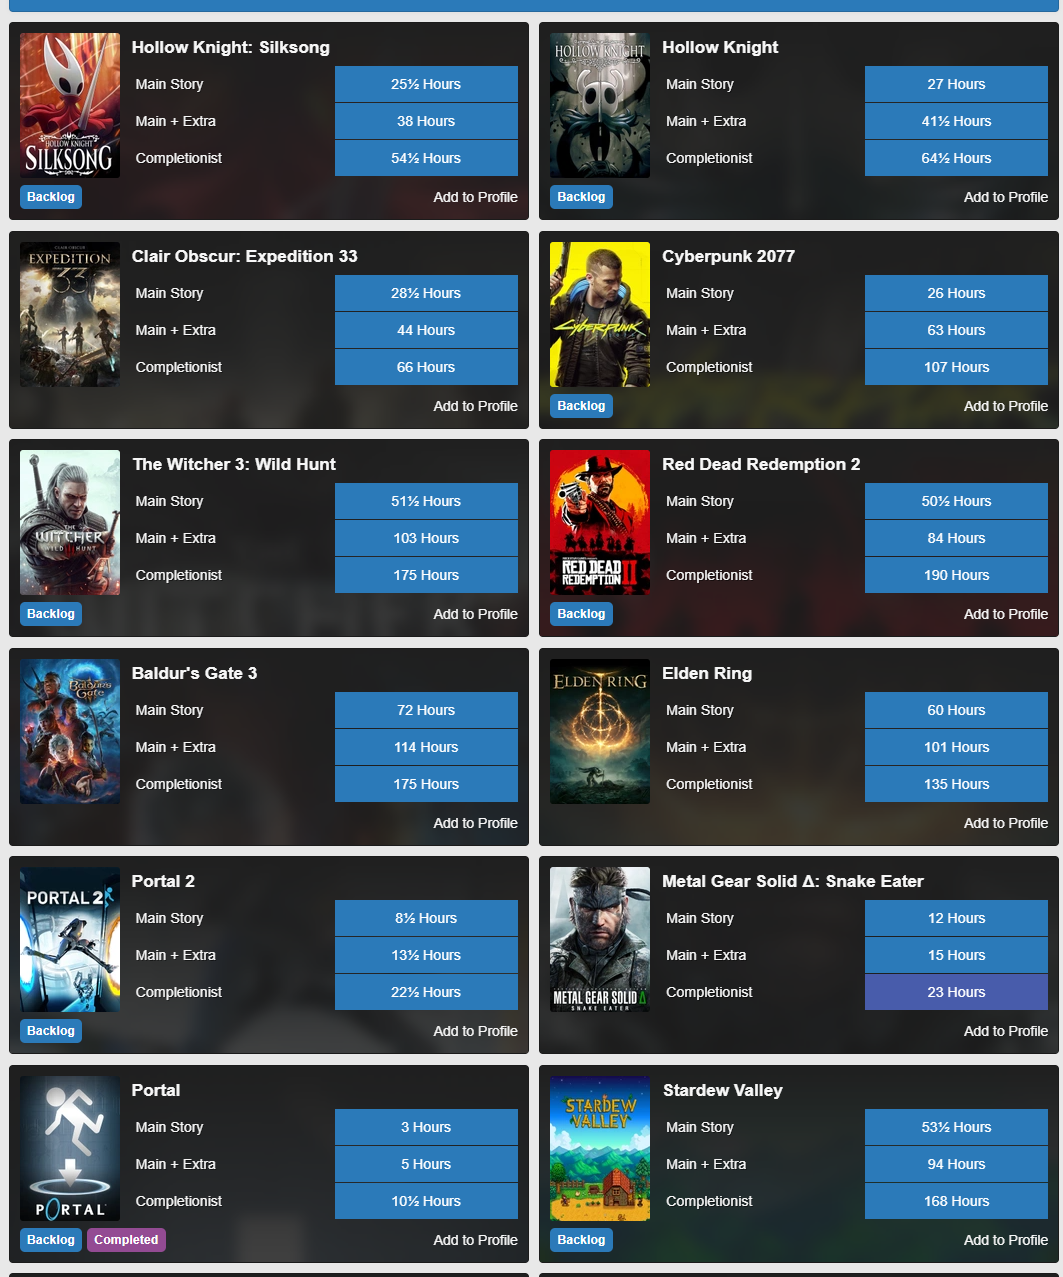 Hollow Knight: Silksong
HOLLOW KNIGHT
SILKSONG
Main Story 25½ Hours
Main + Extra 38 Hours
Completionist 54½ Hours
Backlog Add to Profile
Hollow Knight
HOLLOW KNIGHT
Main Story 27 Hours
Main + Extra 41½ Hours
Completionist 64½ Hours
Backlog Add to Profile
Clair Obscur: Expedition 33
CLAIR OBSCUR
EXPEDITION
33
Main Story 28½ Hours
Main + Extra 44 Hours
Completionist 66 Hours
Add to Profile
Cyberpunk 2077
CYBERPUNK
Main Story 26 Hours
Main + Extra 63 Hours
Completionist 107 Hours
Backlog Add to Profile
The Witcher 3: Wild Hunt
THE
WITCHER
WILD HUNT
Main Story 51½ Hours
Main + Extra 103 Hours
Completionist 175 Hours
Backlog Add to Profile
Red Dead Redemption 2
RED DEAD
REDEMPTION II
Main Story 50½ Hours
Main + Extra 84 Hours
Completionist 190 Hours
Backlog Add to Profile
Baldur's Gate 3
Baldur's
Gate
Main Story 72 Hours
Main + Extra 114 Hours
Completionist 175 Hours
Add to Profile
Elden Ring
ELDEN RING
Main Story 60 Hours
Main + Extra 101 Hours
Completionist 135 Hours
Add to Profile
Portal 2
PORTAL 2
Main Story 8½ Hours
Main + Extra 13½ Hours
Completionist 22½ Hours
Backlog Add to Profile
Metal Gear Solid Δ: Snake Eater
METAL GEAR SOLID Δ
SNAKE EATER
Main Story 12 Hours
Main + Extra 15 Hours
Completionist 23 Hours
Add to Profile
Portal
PORTAL
Main Story 3 Hours
Main + Extra 5 Hours
Completionist 10½ Hours
Backlog Completed Add to Profile
Stardew Valley
STARDEW
VALLEY
Main Story 53½ Hours
Main + Extra 94 Hours
Completionist 168 Hours
Backlog Add to Profile